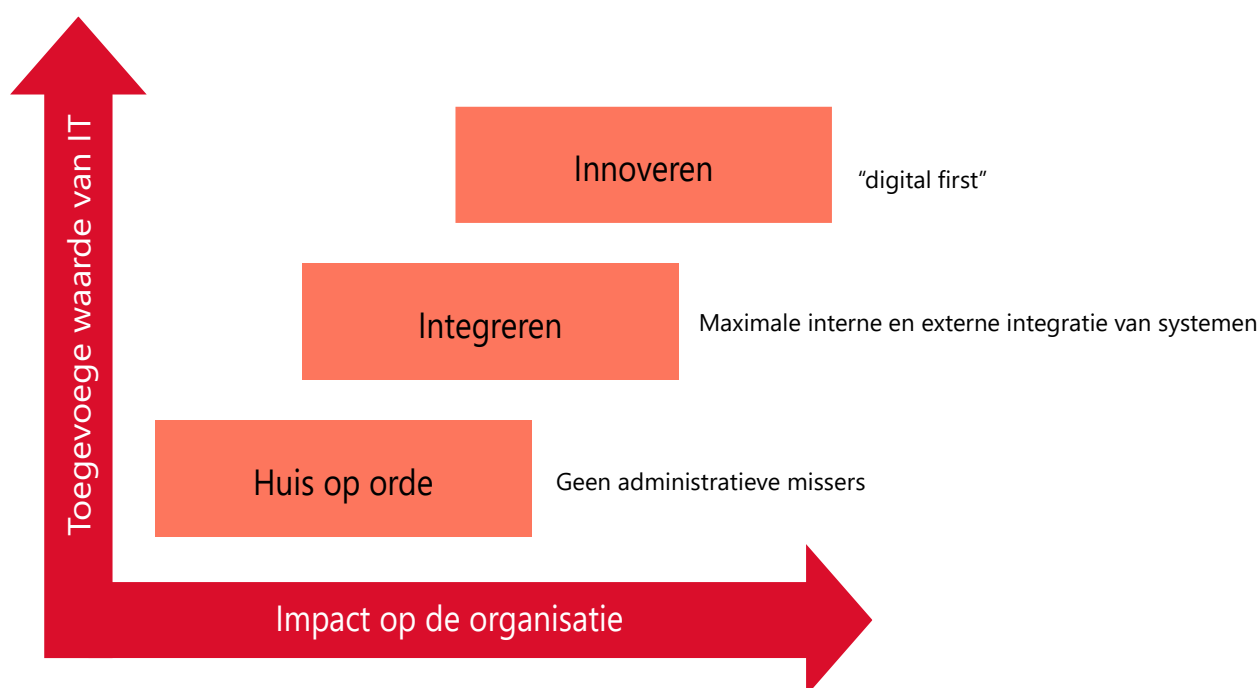 Toegevoege waarde van IT
Innoveren
“digital first”
Integreren
Maximale interne en externe integratie van systemen
Huis op orde
Geen administratieve missers
Impact op de organisatie